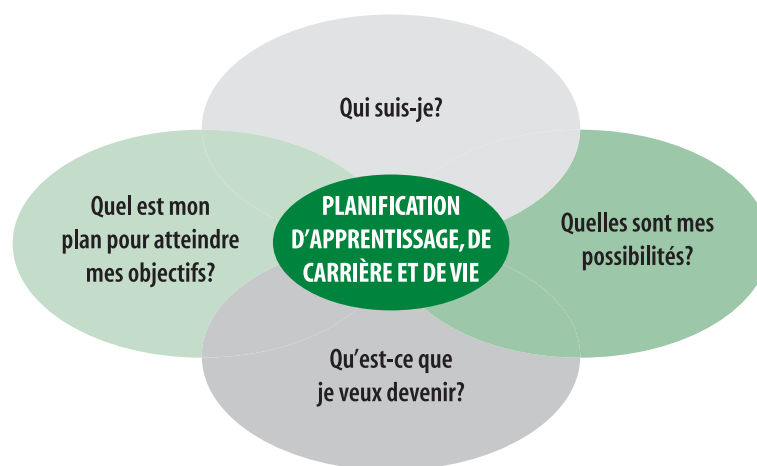 Qui suis-je?
Quel est mon
plan pour atteindre
mes objectifs?
PLANIFICATION
D'APPRENTISSAGE, DE
CARRIÈRE ET DE VIE
Quelles sont mes
possibilités?
Qu'est-ce que
je veux devenir?